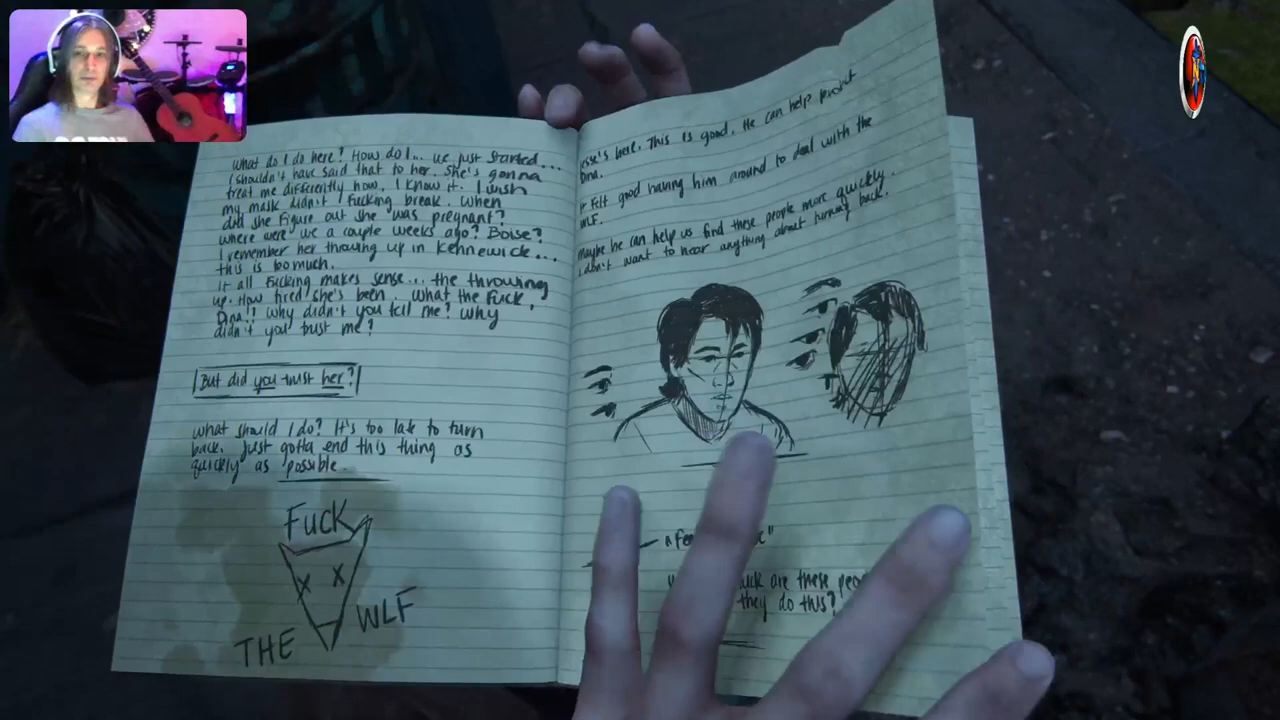 What do I do here? How do I... we just started...
I shouldn't have said that to her. She's gonna
treat me differently now, I know it. I wish
my mask didn't fucking break. When
did she figure out she was pregnant?
where were we a couple weeks ago? Boise?
I remember her throwing up in Kennewick...
this is too much.
it all fucking makes sense... the throwing
up. How tired she's been. What the fuck,
Dina!! Why didn't you tell me? Why
didn't you trust me?
But did you trust her?
what should I do? It's too late to turn
back. Just gotta end this thing as
quickly as possible.
Fuck
THE WLF
esse's here. This is good. He can help protect
Dina.
it felt good having him around to deal with the
Maybe he can help us find these people more quickly.
I don't want to hear anything about turning back.
uck are these peo
they do this?